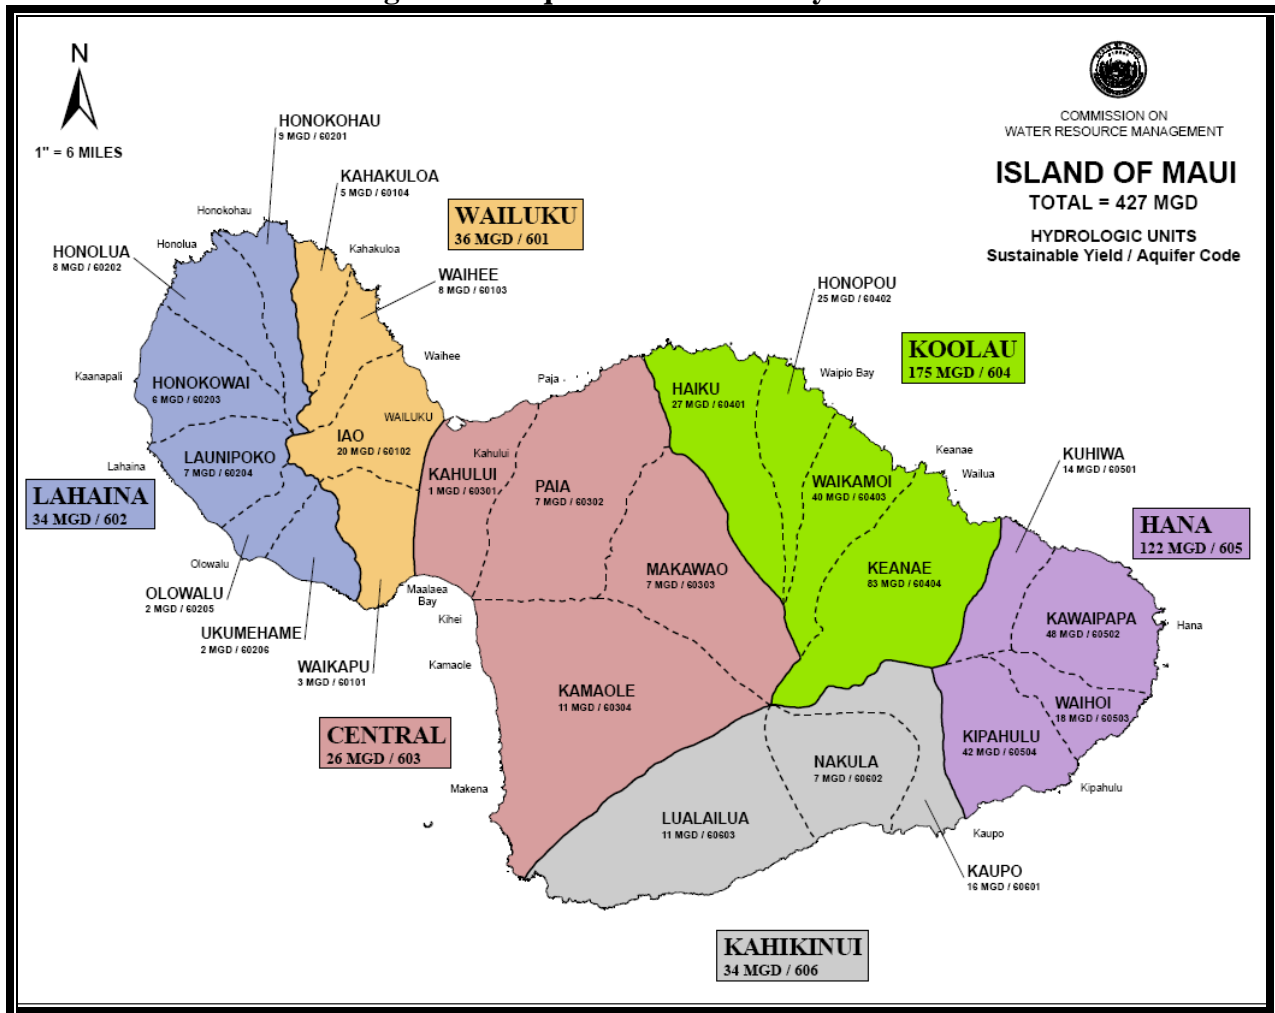 N
1" = 6 MILES
COMMISSION ON
WATER RESOURCE MANAGEMENT
ISLAND OF MAUI
TOTAL = 427 MGD
HYDROLOGIC UNITS
Sustainable Yield / Aquifer Code
HONOKOHAU
9 MGD / 60201
KAHAKULOA
5 MGD / 60104
WAILUKU
36 MGD / 601
Honokohau
Honolua
Kahakuloa
HONOLUA
8 MGD / 60202
WAIHEE
8 MGD / 60103
HONOPOU
25 MGD / 60402
KOOLAU
175 MGD / 604
Waihee
Kaanapali
HONOKOWAI
6 MGD / 60203
Waipio Bay
HAIKU
27 MGD / 60401
WAILUKU
IAO
20 MGD / 60102
Kahului
KAHULUI
1 MGD / 60301
PAIA
7 MGD / 60302
WAIKAMOI
40 MGD / 60403
Keanae
Wailua
KUHIWA
14 MGD / 60501
LAUNIPOKO
7 MGD / 60204
Lahaina
LAHAINA
34 MGD / 602
HANA
122 MGD / 605
Olowalu
OLOWALU
2 MGD / 60205
UKUMEHAME
2 MGD / 60206
WAIKAPU
3 MGD / 60101
Maalaea
Bay
Kihei
Kamaole
MAKAWAO
7 MGD / 60303
KEANAE
83 MGD / 60404
KAWAIPAPA
48 MGD / 60502
Hana
KAMAOLE
11 MGD / 60304
WAIHOI
18 MGD / 60503
KIPAHULU
42 MGD / 60504
CENTRAL
26 MGD / 603
NAKULA
7 MGD / 60602
Makena
Kipahulu
LUALAILUA
11 MGD / 60603
Kaupo
KAUPO
16 MGD / 60601
KAHIKINUI
34 MGD / 606